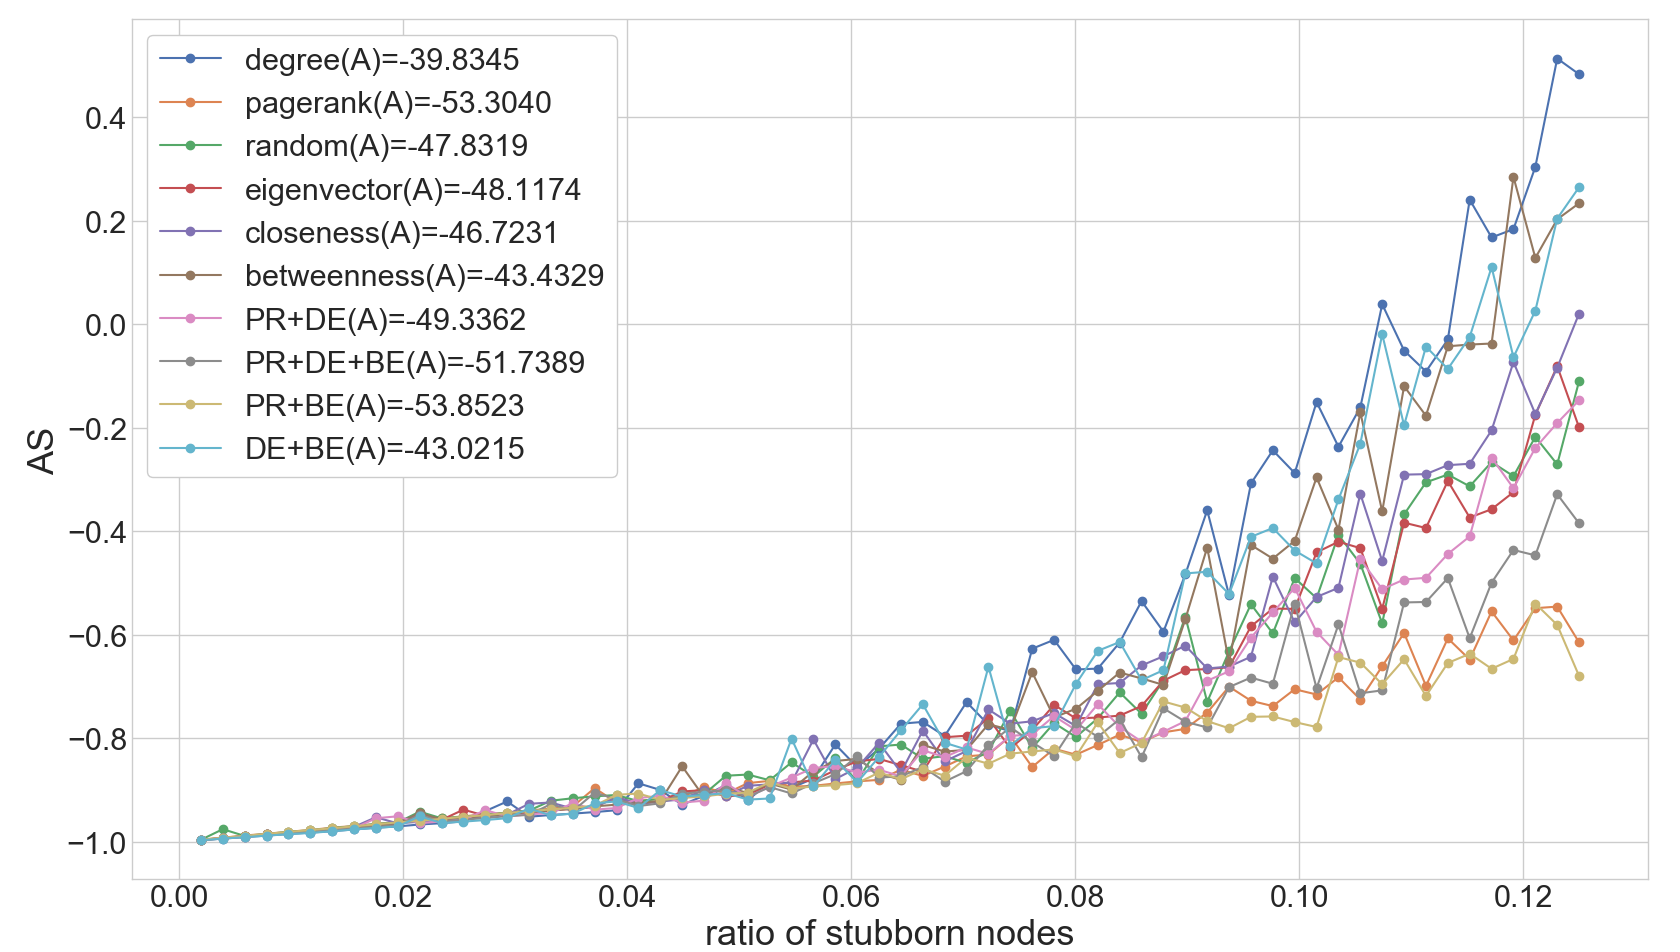 degree(A)=-39.8345
pagerank(A)=-53.3040
random(A)=-47.8319
eigenvector(A)=-48.1174
closeness(A)=-46.7231
betweenness(A)=-43.4329
PR+DE(A)=-49.3362
PR+DE+BE(A)=-51.7389
PR+BE(A)=-53.8523
DE+BE(A)=-43.0215
0.4
0.2
0.0
−0.2
−0.4
−0.6
−0.8
−1.0
AS
0.00 0.02 0.04 0.06 0.08 0.10 0.12
ratio of stubborn nodes